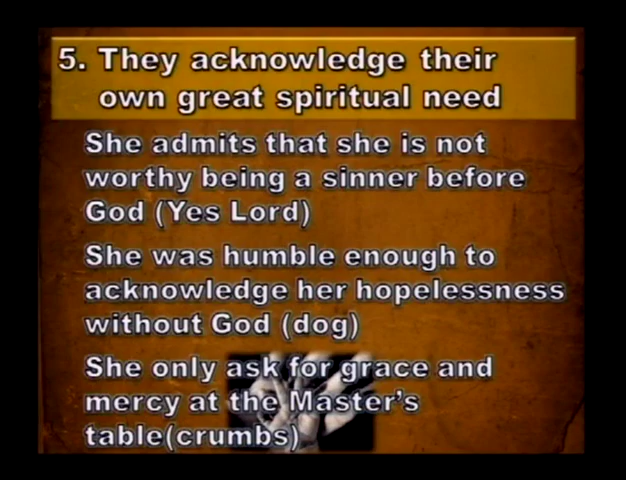 5. They acknowledge their
own great spiritual need
She admits that she is not
worthy being a sinner before
God (Yes Lord)
She was humble enough to
acknowledge her hopelessness
without God (dog)
She only ask for grace and
mercy at the Master's
table(crumbs)